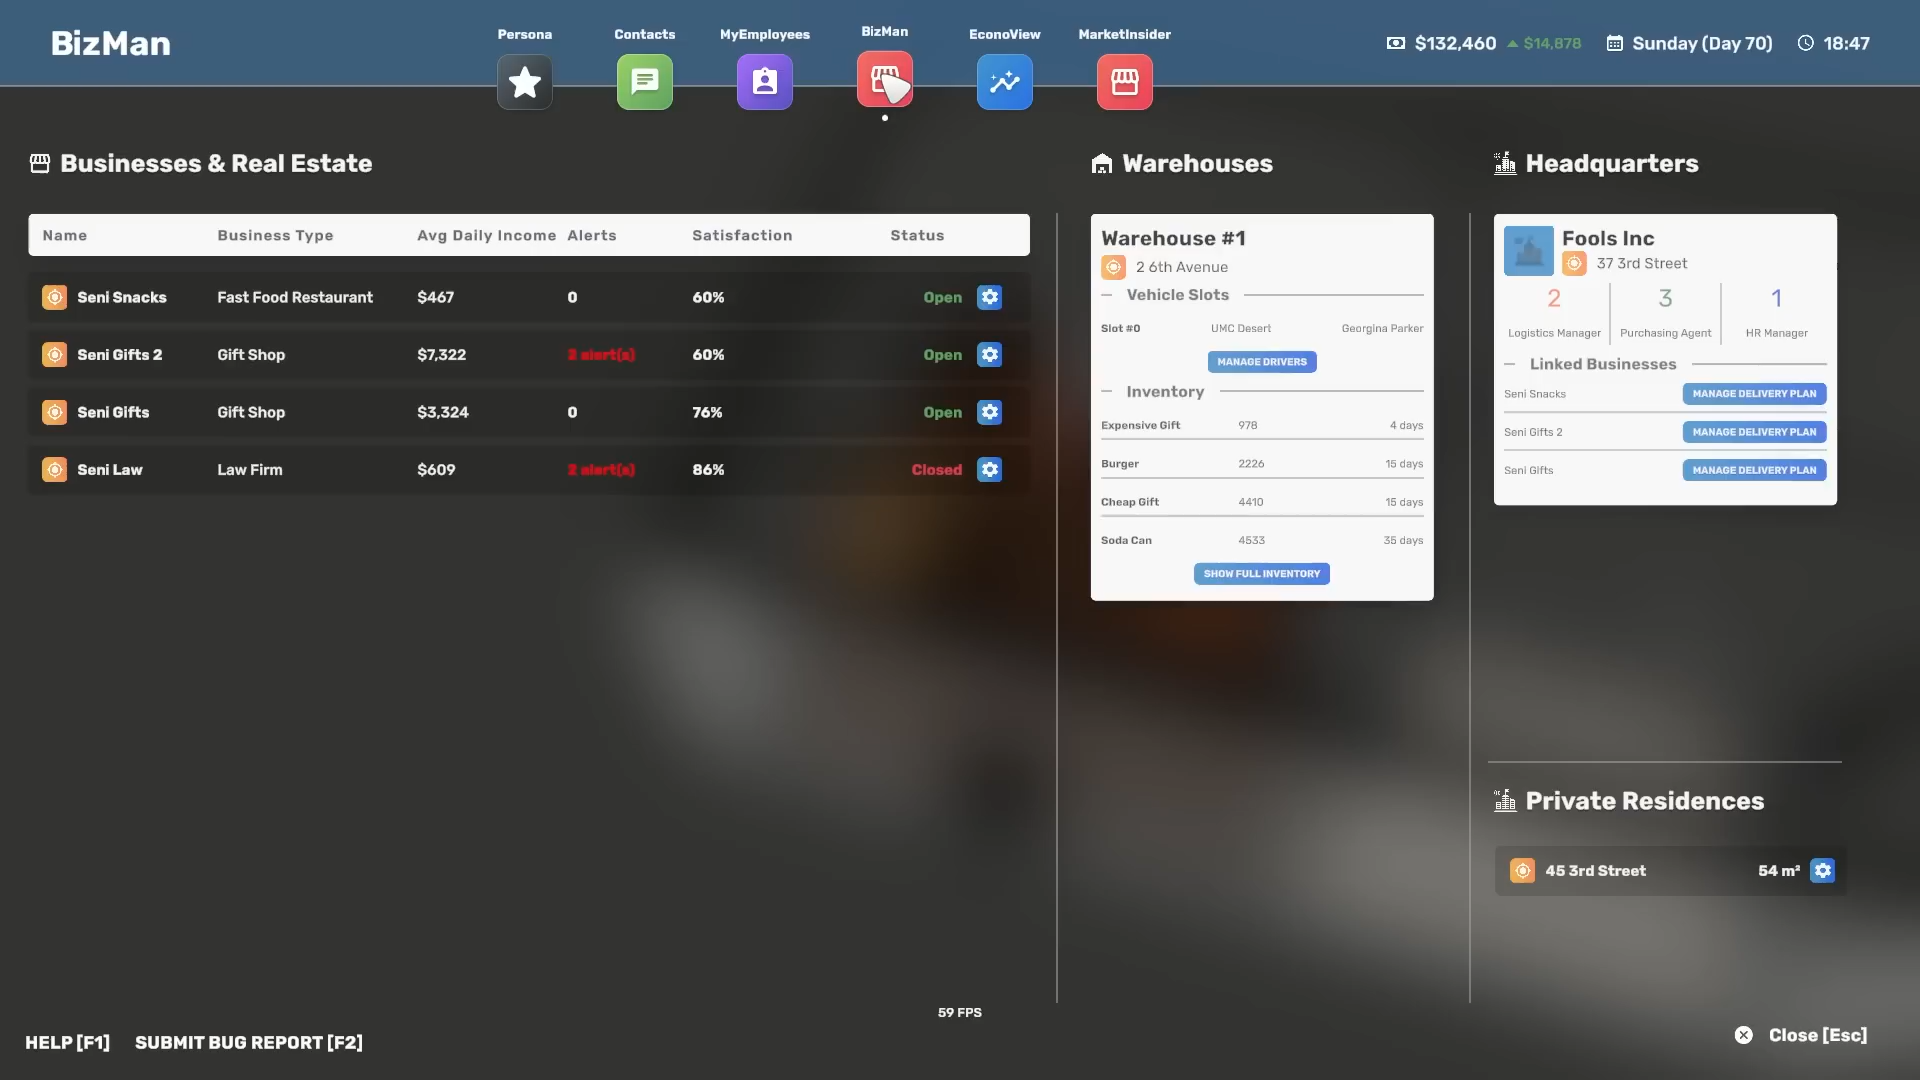 BizMan
Persona
Contacts
MyEmployees
BizMan
EconoView
MarketInsider
$132,460 $14,878 Sunday (Day 70) 18:47
Businesses & Real Estate
Name Business Type Avg Daily Income Alerts Satisfaction Status
Seni Snacks Fast Food Restaurant $467 0 60% Open
Seni Gifts 2 Gift Shop $7,322 alert(s) 60% Open
Seni Gifts Gift Shop $3,324 0 76% Open
Seni Law Law Firm $609 2 alert(s) 86% Closed
Warehouses
Warehouse #1
2 6th Avenue
Vehicle Slots
Slot #0 UMC Desert Georgina Parker
MANAGE DRIVERS
Inventory
Expensive Gift 978 4 days
Burger 2226 15 days
Cheap Gift 4410 15 days
Soda Can 4533 35 days
SHOW FULL INVENTORY
Headquarters
Fools Inc
37 3rd Street
2 3 1
Logistics Manager Purchasing Agent HR Manager
Linked Businesses
Seni Snacks MANAGE DELIVERY PLAN
Seni Gifts 2 MANAGE DELIVERY PLAN
Seni Gifts MANAGE DELIVERY PLAN
Private Residences
45 3rd Street 54 m²
59 FPS
HELP [F1] SUBMIT BUG REPORT [F2]
Close [Esc]